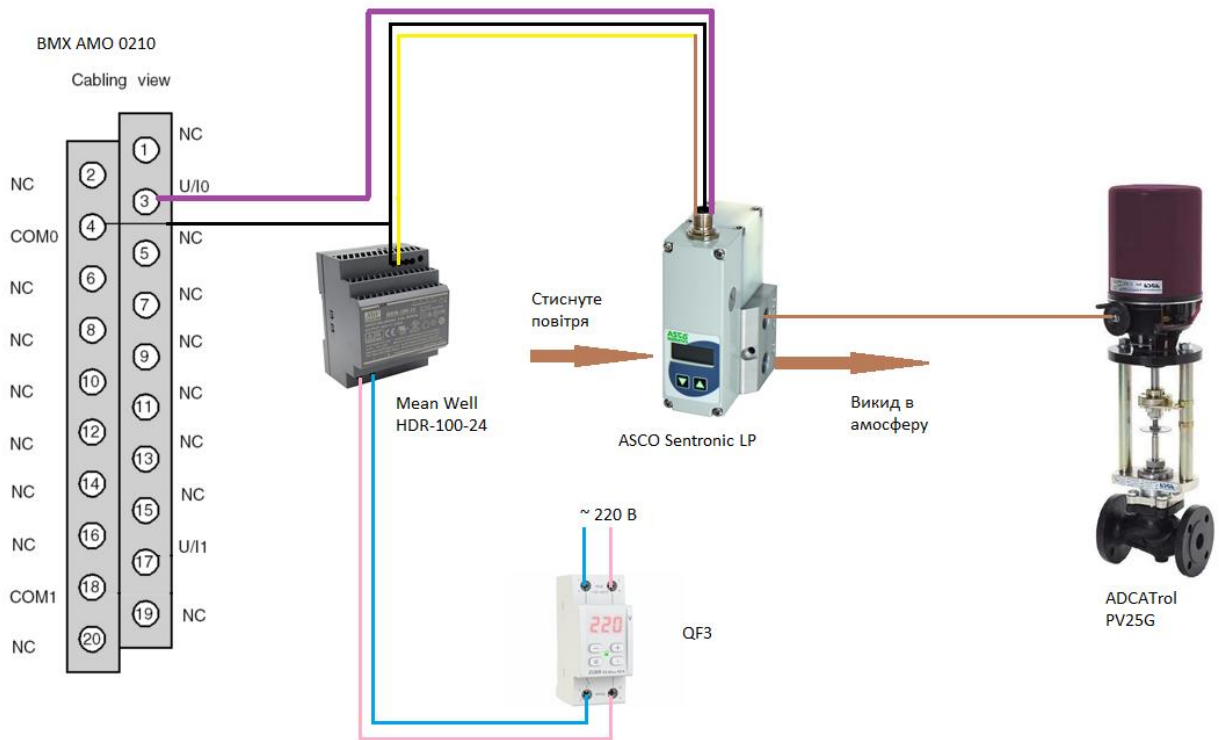 BMX AMO 0210
Cabling view
1
NC
2
NC
3
U/I0
4
COM0
5
NC
6
NC
7
NC
8
NC
9
NC
10
NC
11
NC
12
NC
13
NC
14
NC
15
NC
16
NC
17
U/I1
18
COM1
19
NC
20
NC
Mean Well
HDR-100-24
Стиснуте
повітря
ASCO
ASCO Sentronic LP
Викид в
амосферу
~ 220 В
220
QF3
ADCATrol
PV25G